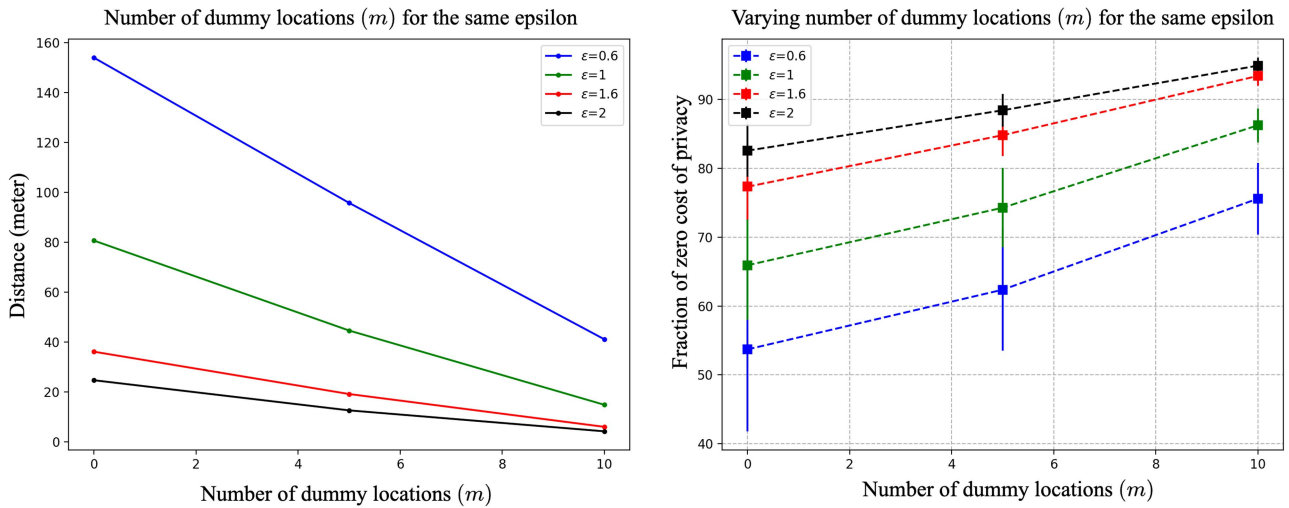 Number of dummy locations (m) for the same epsilon
160
140
120
100
80
60
40
20
0
0 2 4 6 8 10
Distance (meter)
Number of dummy locations (m)
ε=0.6
ε=1
ε=1.6
ε=2
Varying number of dummy locations (m) for the same epsilon
90
80
70
60
50
40
0 2 4 6 8 10
Fraction of zero cost of privacy
Number of dummy locations (m)
ε=0.6
ε=1
ε=1.6
ε=2